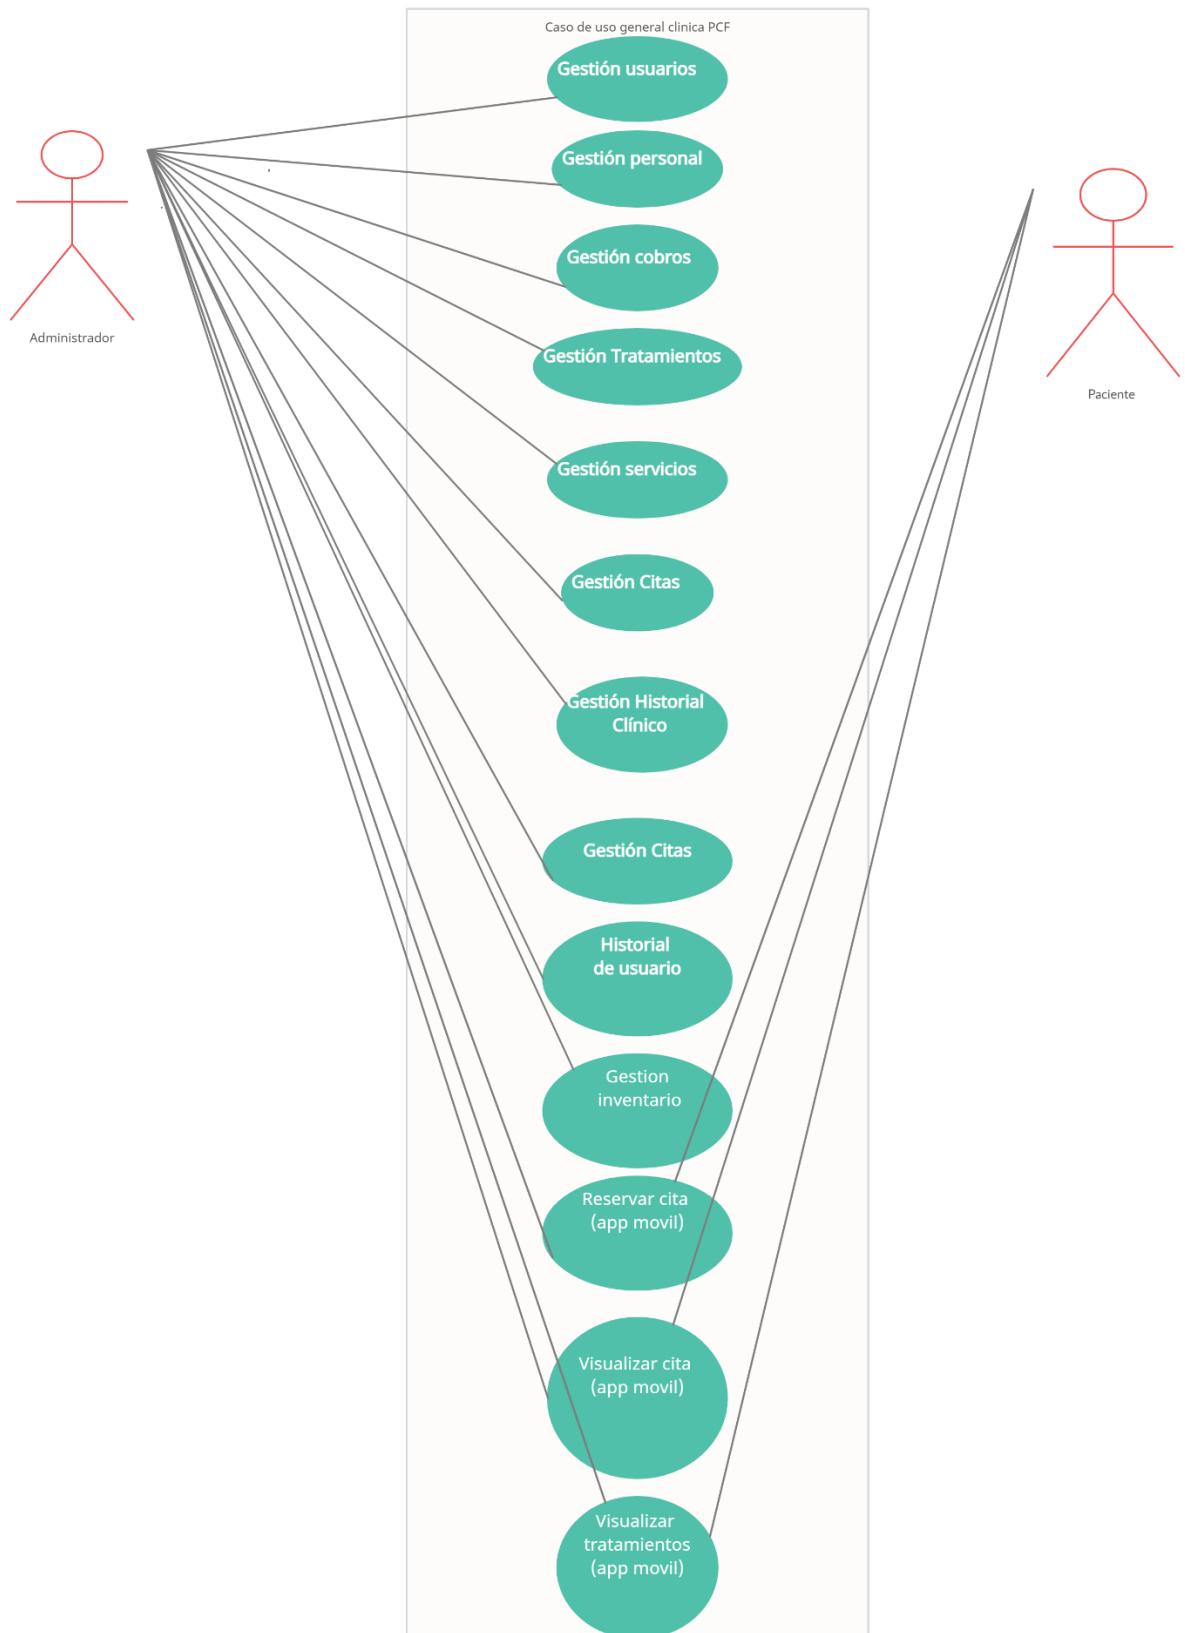 Caso de uso general clinica PCF
Gestión usuarios
Gestión personal
Gestión cobros
Gestión Tratamientos
Gestión servicios
Gestión Citas
Gestión Historial
Clínico
Gestión Citas
Historial
de usuario
Gestion
inventario
Reservar cita
(app movil)
Visualizar cita
(app movil)
Visualizar
tratamientos
(app movil)
Administrador
Paciente